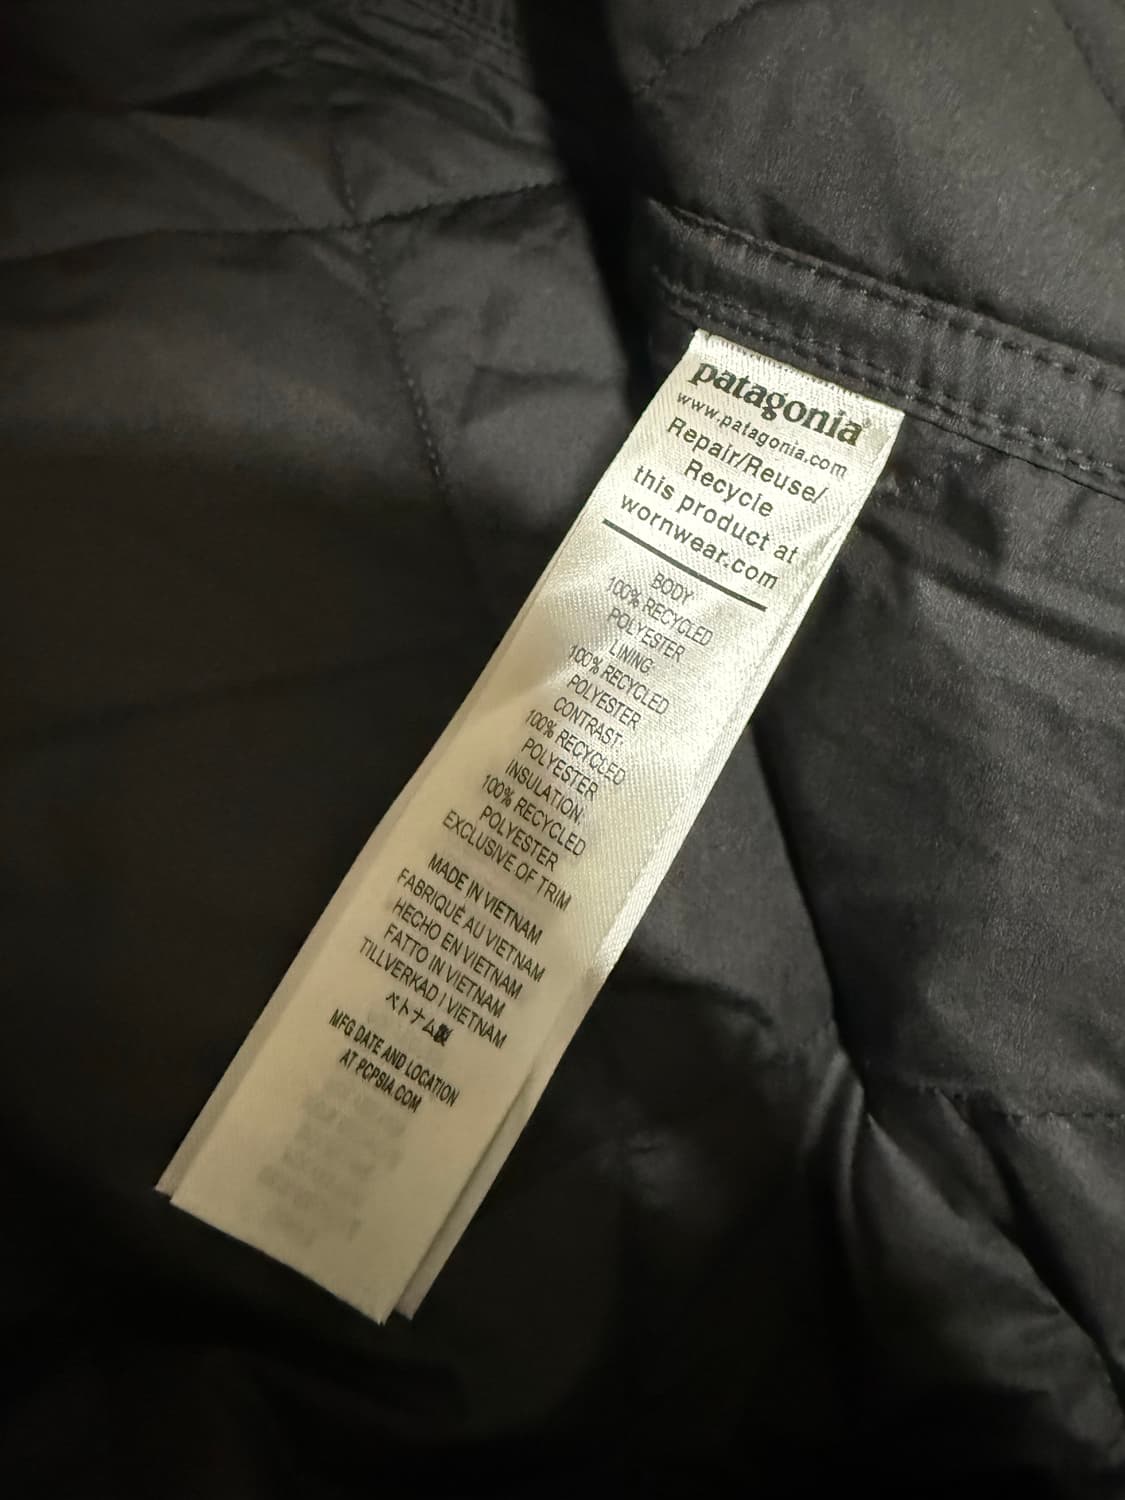 patagonia®
www.patagonia.com
Repair/Reuse/
Recycle
this product at
wornwear.com
BODY:
100% RECYCLED
POLYESTER
LINING:
100% RECYCLED
POLYESTER
CONTRAST:
100% RECYCLED
POLYESTER
INSULATION:
100% RECYCLED
POLYESTER
EXCLUSIVE OF TRIM
MADE IN VIETNAM
FABRIQUÉ AU VIETNAM
HECHO EN VIETNAM
FATTO IN VIETNAM
TILLVERKAD I VIETNAM
ベトナム製
MFG DATE AND LOCATION
AT PCPSIA.COM